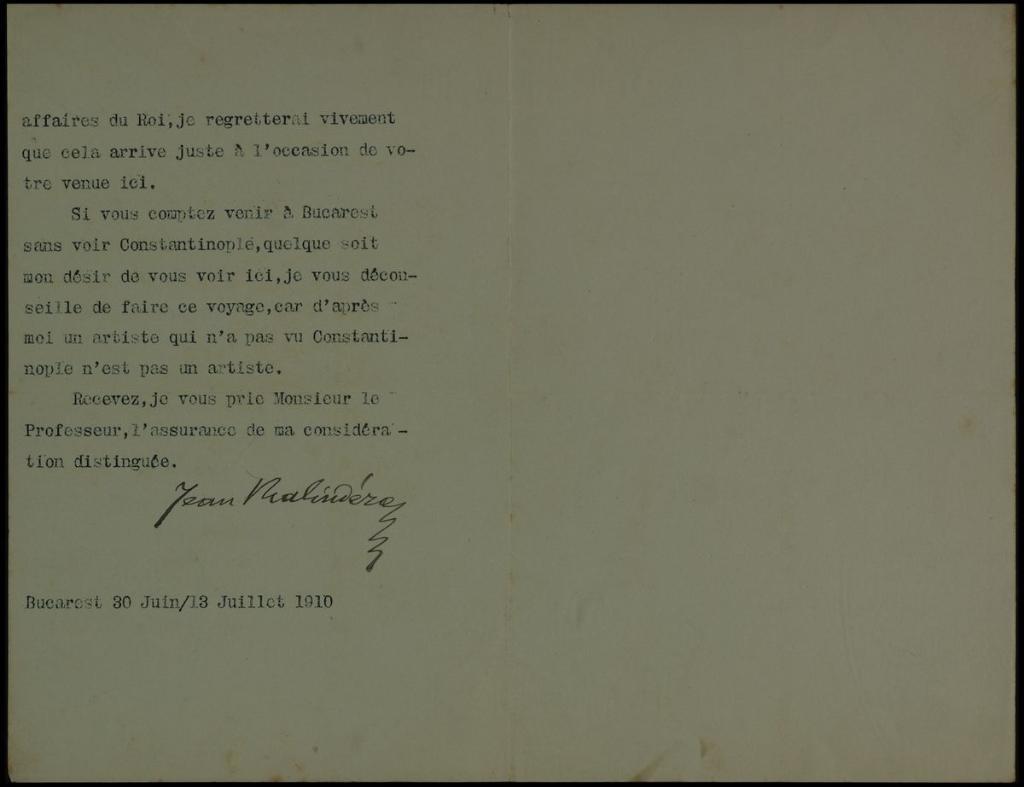 affaires du Roi,je regretterai vivement
que cela arrive juste à l'occasion de vo-
tre venue ici.
Si vous comptez venir à Bucarest
sans voir Constantinople,quelque soit
mon désir de vous voir ici,je vous décon-
seille de faire ce voyage,car d'après
moi un artiste qui n'a pas vu Constanti-
nople n'est pas un artiste.
Recevez,je vous prie Monsieur le
Professeur,l'assurance de ma considéra-
tion distinguée.
Jean Kalindéro
Bucarest 30 Juin/13 Juillet 1910